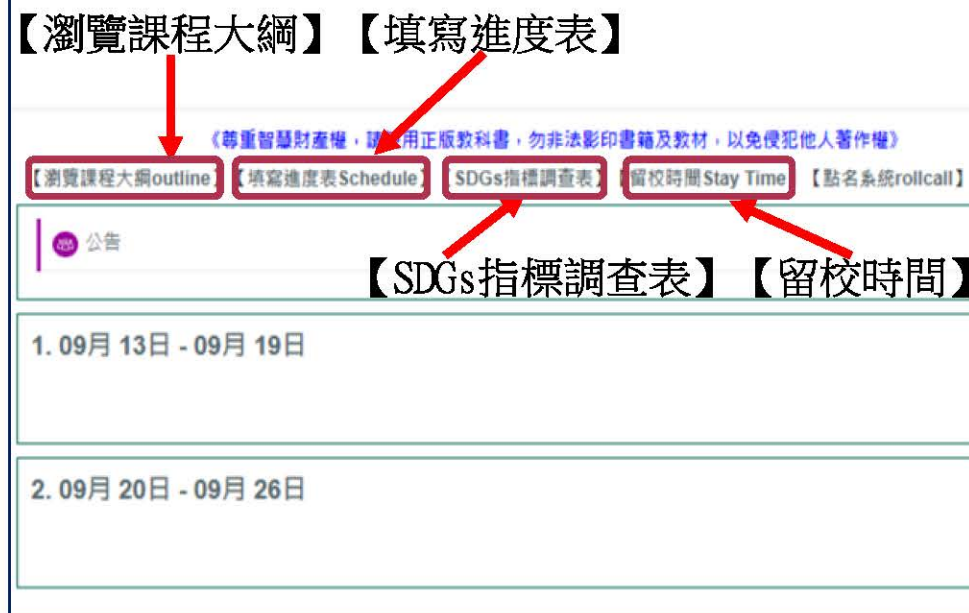 【瀏覽課程大綱】【填寫進度表】
《尊重智慧財產權,請 用正版教科書,勿非法影印書籍及教材,以免侵犯他人著作權》
【瀏覽課程大綱outline】【填寫進度表Schedule】【SDGs指標調查表】【留校時間Stay Time】【點名系統rollcall】
公告
【SDGs指標調查表】【留校時間】
1. 09月 13日 - 09月 19日
2. 09月 20日 - 09月 26日